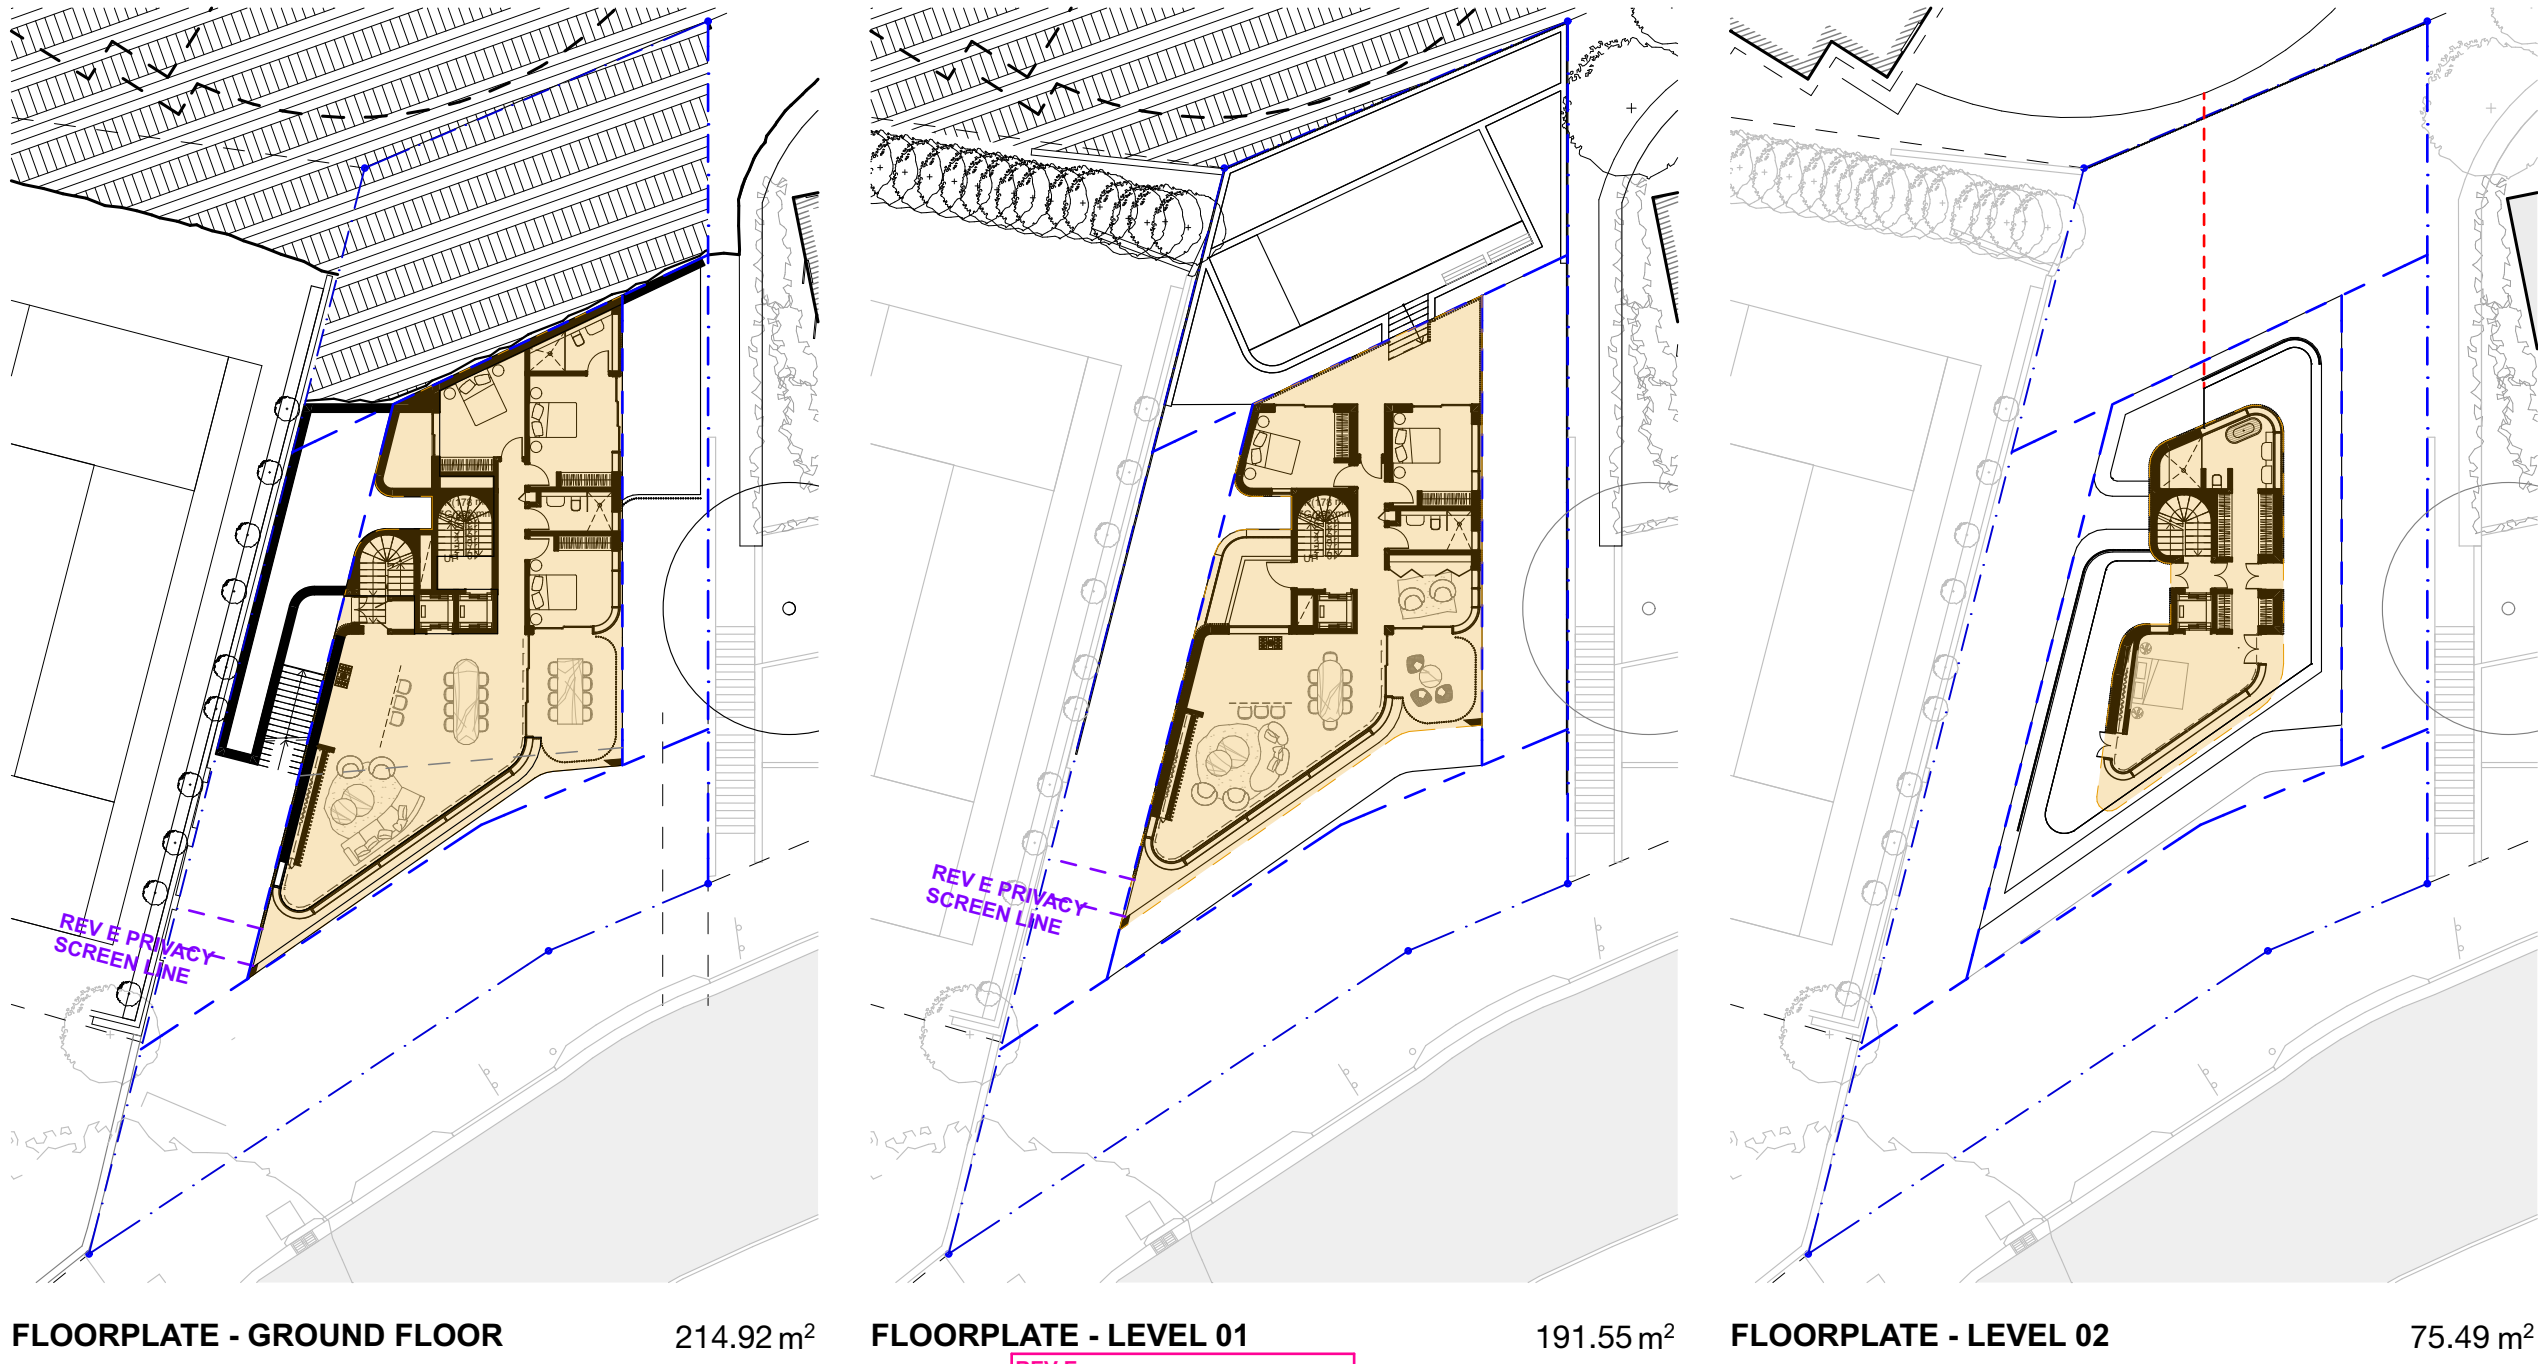 REV E PRIVACY
SCREEN LINE
REV E PRIVACY
SCREEN LINE
FLOORPLATE - GROUND FLOOR 214.92 m²
FLOORPLATE - LEVEL 01 191.55 m²
FLOORPLATE - LEVEL 02 75.49 m²
REV E